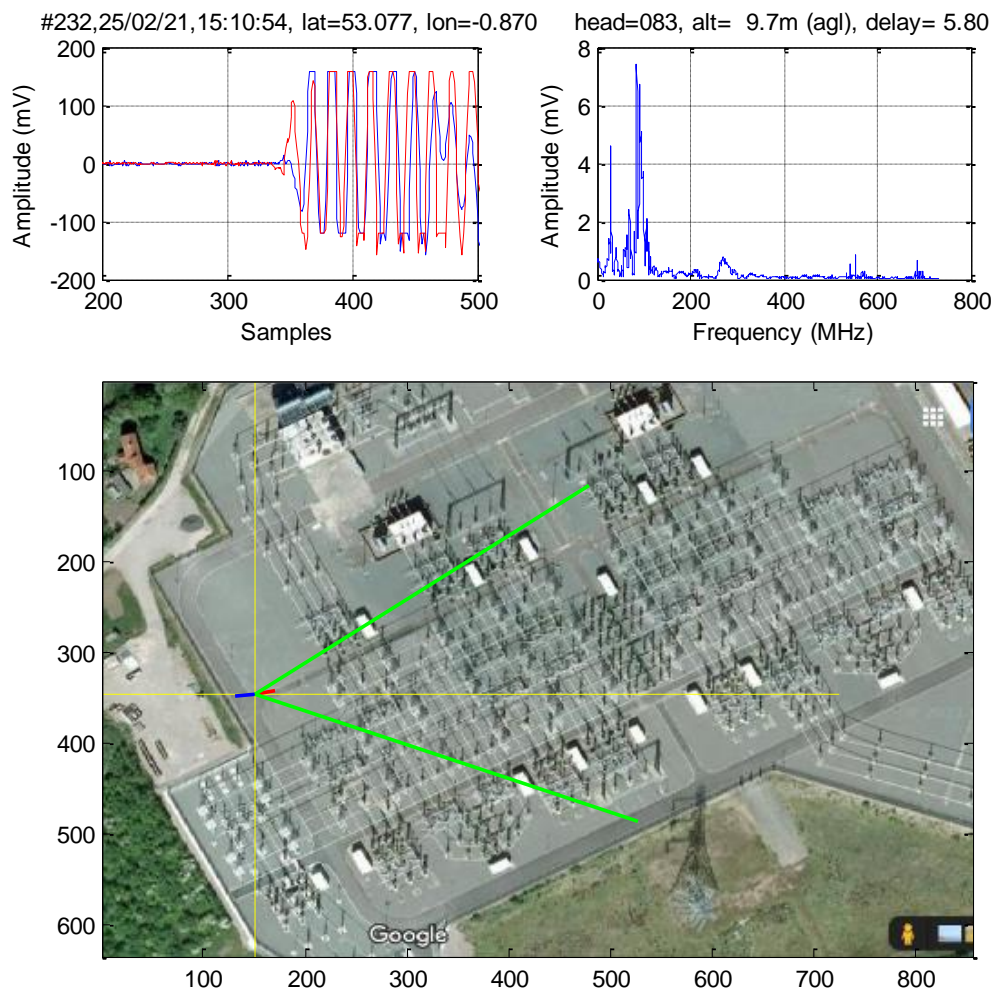 #232,25/02/21,15:10:54, lat=53.077, lon=-0.870
head=083, alt= 9.7m (agl), delay= 5.80
200
100
0
-100
-200
Amplitude (mV)
200 300 400 500
Samples
8
6
4
2
0
Amplitude (mV)
0 200 400 600 800
Frequency (MHz)
100
200
300
400
500
600
Google
100 200 300 400 500 600 700 800